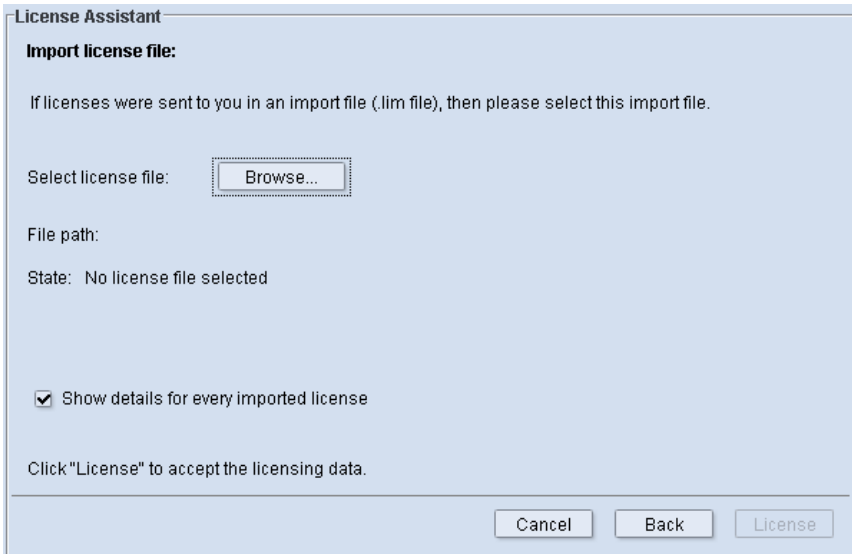 License Assistant
Import license file:
If licenses were sent to you in an import file (.lim file), then please select this import file.
Select license file: Browse...
File path:
State: No license file selected
Show details for every imported license
Click "License" to accept the licensing data.
Cancel Back License